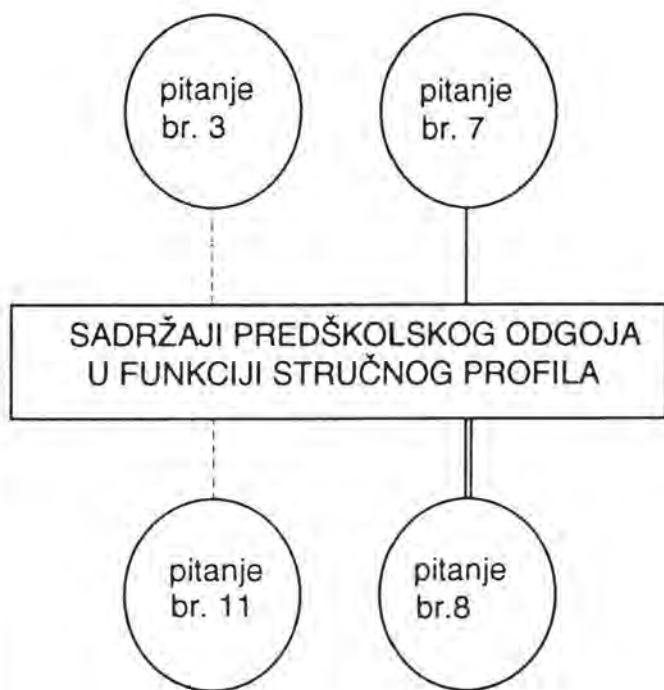 pitanje
br. 3
pitanje
br. 7
SADRŽAJI PREDŠKOLSKOG ODGOJA
U FUNKCIJI STRUČNOG PROFILA
pitanje
br. 11
pitanje
br.8